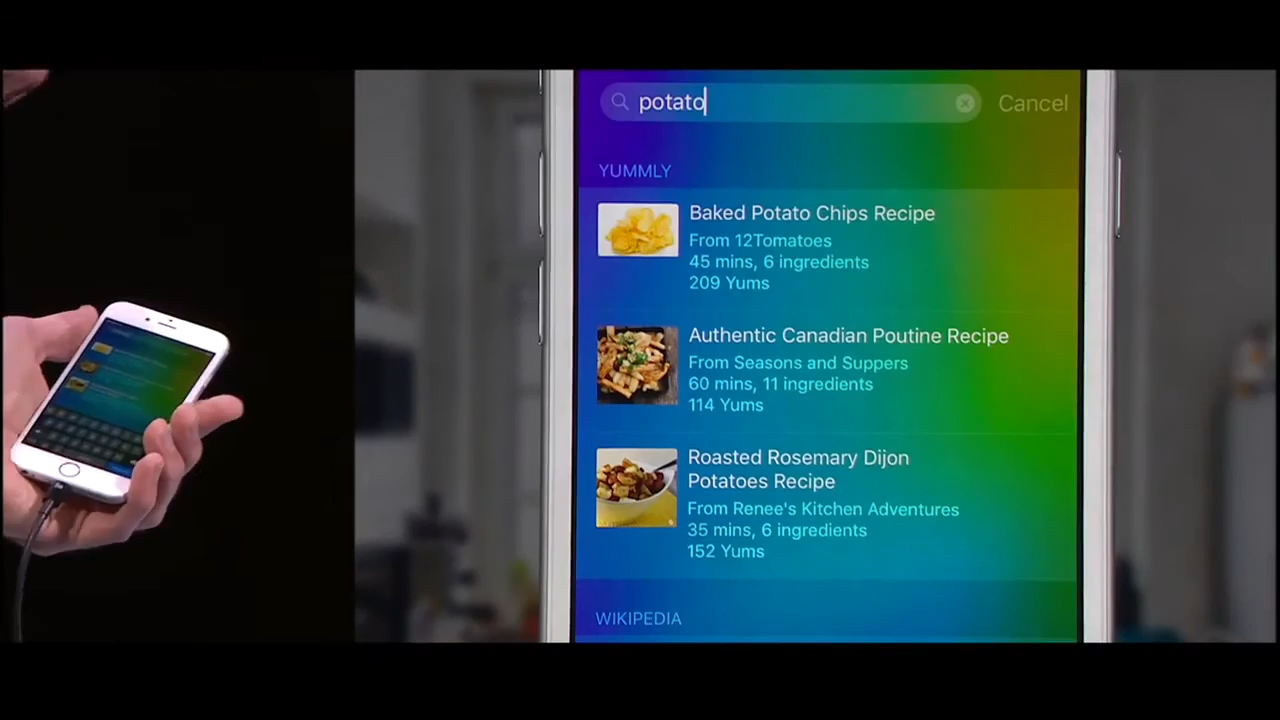 potato
Cancel
YUMMLY
Baked Potato Chips Recipe
From 12Tomatoes
45 mins, 6 ingredients
209 Yums
Authentic Canadian Poutine Recipe
From Seasons and Suppers
60 mins, 11 ingredients
114 Yums
Roasted Rosemary Dijon
Potatoes Recipe
From Renee's Kitchen Adventures
35 mins, 6 ingredients
152 Yums
WIKIPEDIA